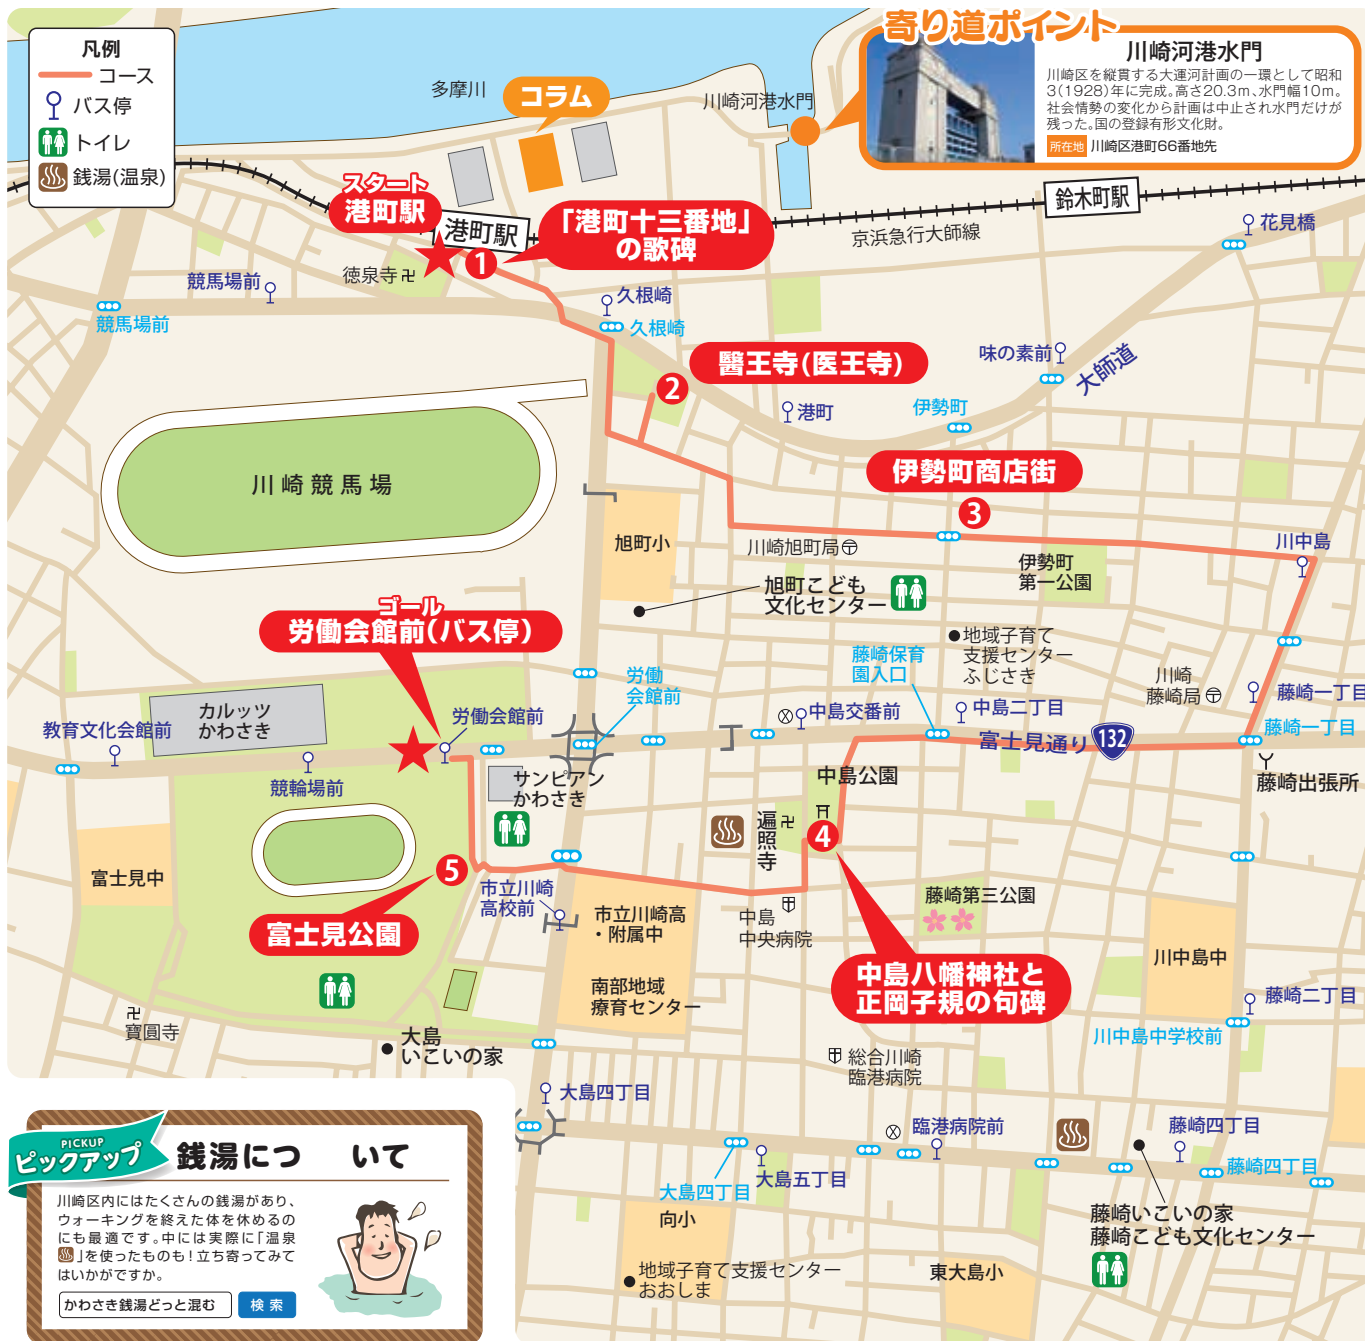 凡例
コース
バス停
トイレ
銭湯(温泉)
多摩川
コラム
川崎河港水門
寄り道ポイント
川崎河港水門
川崎区を縦貫する大運河計画の一環として昭和
3(1928)年に完成。高さ20.3m、水門幅10m。
社会情勢の変化から計画は中止され水門だけが
残った。国の登録有形文化財。
所在地 川崎区港町66番地先
スタート
港町駅
港町駅
1
「港町十三番地」
の歌碑
鈴木町駅
京浜急行大師線
花見橋
徳泉寺
競馬場前
競馬場前
久根崎
久根崎
醫王寺(医王寺)
2
味の素前
大師道
港町
伊勢町
川崎競馬場
伊勢町商店街
3
旭町小
川崎旭町局
伊勢町
第一公園
川中島
旭町こども
文化センター
ゴール
労働会館前(バス停)
地域子育て
支援センター
ふじさき
藤崎保育
園入口
川崎
藤崎局
労働
会館前
藤崎一丁目
藤崎一丁目
カルッツ
かわさき
教育文化会館前
労働会館前
中島交番前
中島二丁目
富士見通り
132
競輪場前
サンピアン
かわさき
中島公園
藤崎出張所
遍照寺
4
富士見中
5
市立川崎
高校前
富士見公園
市立川崎高
・附属中
中島
中央病院
藤崎第三公園
中島八幡神社と
正岡子規の句碑
川中島中
南部地域
療育センター
藤崎二丁目
川中島中学校前
寶圓寺
大島
いこいの家
総合川崎
臨港病院
大島四丁目
臨港病院前
藤崎四丁目
藤崎四丁目
大島四丁目
大島五丁目
向小
藤崎いこいの家
藤崎こども文化センター
地域子育て支援センター
おおしま
東大島小
PICKUP
ピックアップ
銭湯につ いて
川崎区内にはたくさんの銭湯があり、
ウォーキングを終えた体を休めるの
にも最適です。中には実際に「温泉
」を使ったものも!立ち寄ってみて
はいかがですか。
かわさき銭湯どっと混む 検索